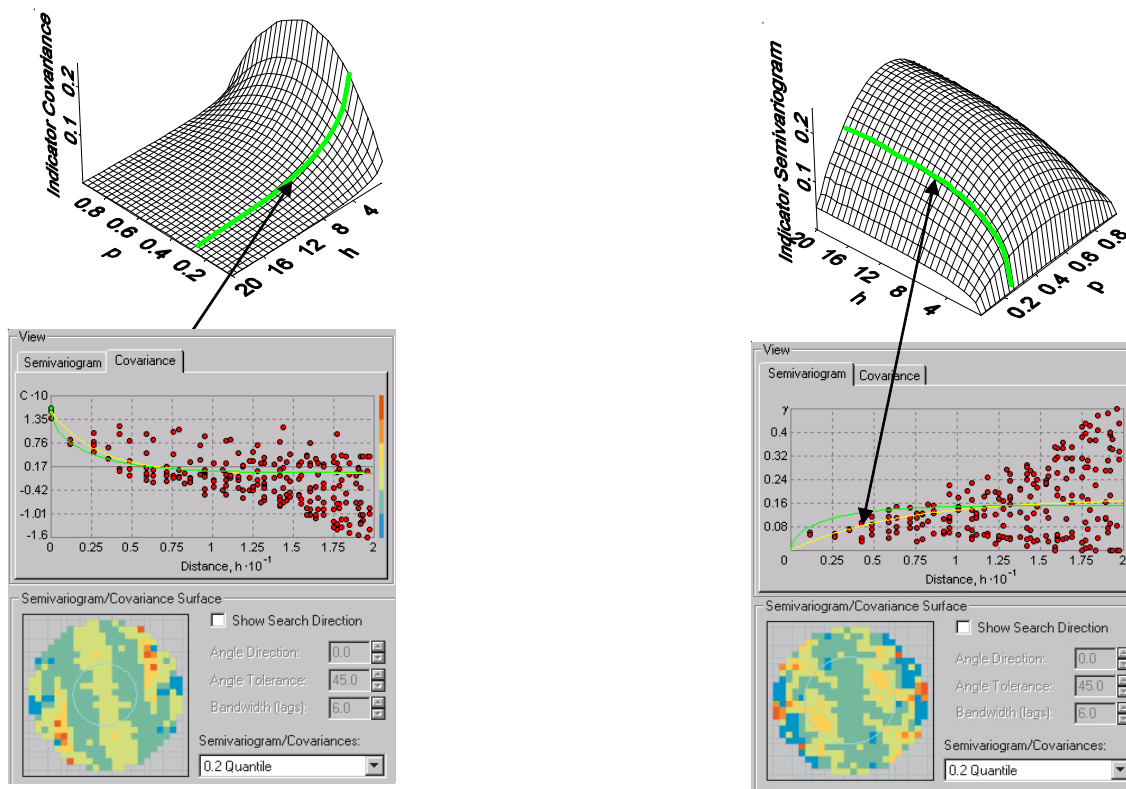 Indicator Covariance
0.1 0.2
0.8 0.6 0.4 0.2
p
20 16 12 8 4
h
View
Semivariogram Covariance
C ·10
1.35
0.76
0.17
-0.42
-1.01
-1.6
0 0.25 0.5 0.75 1 1.25 1.5 1.75 2
Distance, h ·10⁻¹
Semivariogram/Covariance Surface
Show Search Direction
Angle Direction: 0.0
Angle Tolerance: 45.0
Bandwidth (lags): 6.0
Semivariogram/Covariances:
0.2 Quantile
Indicator Semivariogram
0.1 0.2
20 16 12 8 4
h
0.2 0.4 0.6 0.8
p
View
Semivariogram Covariance
γ
0.4
0.32
0.24
0.16
0.08
0 0.25 0.5 0.75 1 1.25 1.5 1.75 2
Distance, h ·10⁻¹
Semivariogram/Covariance Surface
Show Search Direction
Angle Direction: 0.0
Angle Tolerance: 45.0
Bandwidth (lags): 6.0
Semivariogram/Covariances:
0.2 Quantile